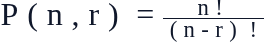 P ( n , r ) = n ! / ( n - r ) !